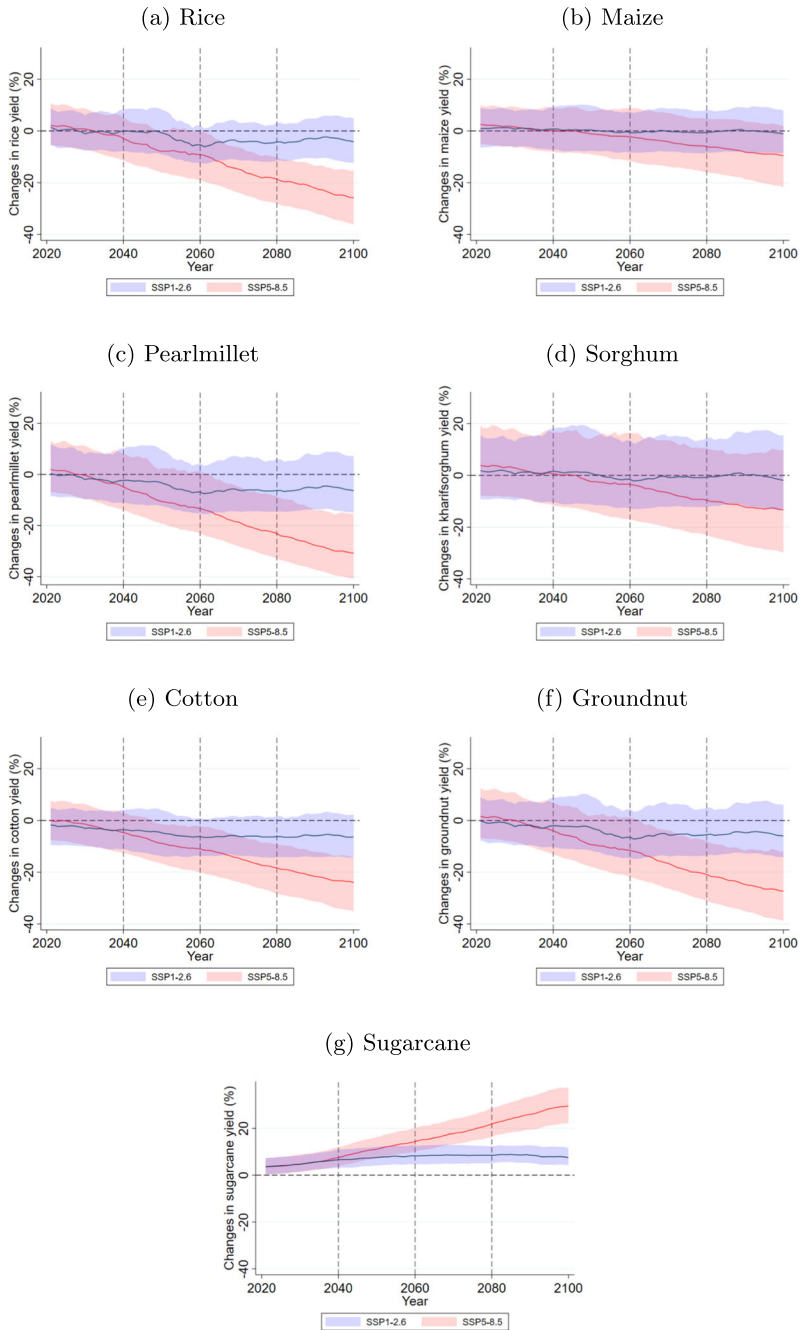 (a) Rice
Changes in rice yield (%)
20
0
-20
-40
2020 2040 2060 2080 2100
Year
SSP1-2.6 SSP5-8.5
(b) Maize
Changes in maize yield (%)
20
0
-20
-40
2020 2040 2060 2080 2100
Year
SSP1-2.6 SSP5-8.5
(c) Pearlmillet
Changes in pearlmillet yield (%)
20
0
-20
-40
2020 2040 2060 2080 2100
Year
SSP1-2.6 SSP5-8.5
(d) Sorghum
Changes in kharifsorghum yield (%)
20
0
-20
-40
2020 2040 2060 2080 2100
Year
SSP1-2.6 SSP5-8.5
(e) Cotton
Changes in cotton yield (%)
20
0
-20
-40
2020 2040 2060 2080 2100
Year
SSP1-2.6 SSP5-8.5
(f) Groundnut
Changes in groundnut yield (%)
20
0
-20
-40
2020 2040 2060 2080 2100
Year
SSP1-2.6 SSP5-8.5
(g) Sugarcane
Changes in sugarcane yield (%)
20
0
-20
-40
2020 2040 2060 2080 2100
Year
SSP1-2.6 SSP5-8.5